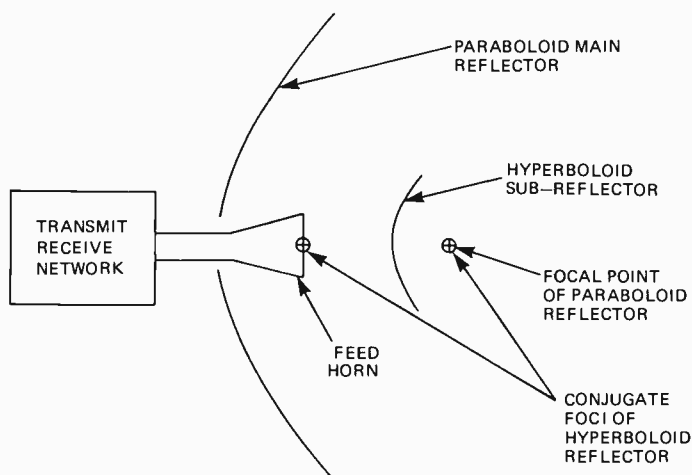 PARABOLOID MAIN
REFLECTOR
HYPERBOLOID
SUB-REFLECTOR
TRANSMIT
RECEIVE
NETWORK
FOCAL POINT
OF PARABOLOID
REFLECTOR
FEED
HORN
CONJUGATE
FOCI OF
HYPERBOLOID
REFLECTOR